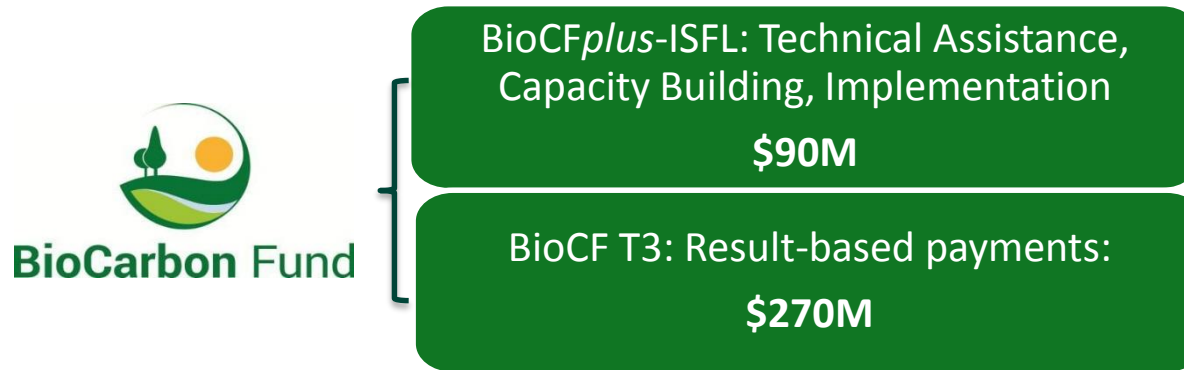 BioCarbon Fund
BioCFplus-ISFL: Technical Assistance,
Capacity Building, Implementation
$90M
BioCF T3: Result-based payments:
$270M